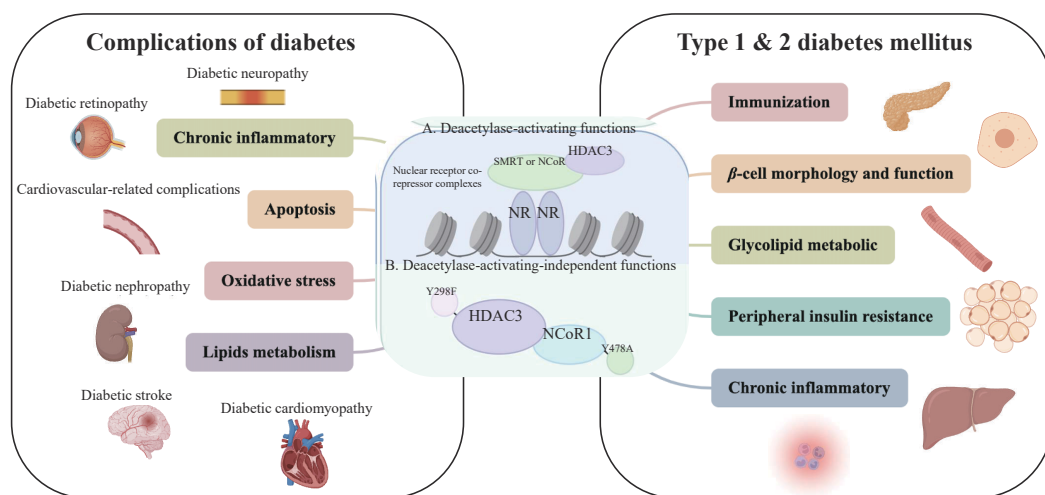 Complications of diabetes
Diabetic neuropathy
Diabetic retinopathy
Chronic inflammatory
Cardiovascular-related complications
Apoptosis
Oxidative stress
Diabetic nephropathy
Lipids metabolism
Diabetic stroke
Diabetic cardiomyopathy
A. Deacetylase-activating functions
HDAC3
SMRT or NCoR
Nuclear receptor co-
repressor complexes
NR NR
B. Deacetylase-activating-independent functions
Y298F
HDAC3
NCoR1
Y478A
Type 1 & 2 diabetes mellitus
Immunization
β-cell morphology and function
Glycolipid metabolic
Peripheral insulin resistance
Chronic inflammatory